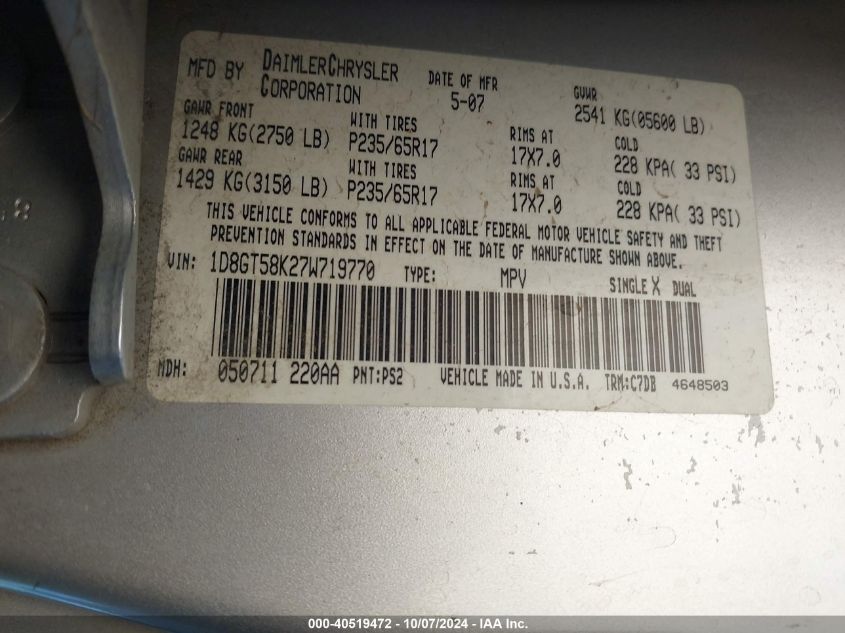 MFD BY DAIMLERCHRYSLER CORPORATION DATE OF MFR 5-07 GVWR 2541 KG(05600 LB)
GAWR FRONT WITH TIRES RIMS AT COLD
1248 KG(2750 LB) P235/65R17 17X7.0 228 KPA( 33 PSI)
GAWR REAR WITH TIRES RIMS AT COLD
1429 KG(3150 LB) P235/65R17 17X7.0 228 KPA( 33 PSI)
THIS VEHICLE CONFORMS TO ALL APPLICABLE FEDERAL MOTOR VEHICLE SAFETY AND THEFT
PREVENTION STANDARDS IN EFFECT ON THE DATE OF MANUFACTURE SHOWN ABOVE.
VIN: 1D8GT58K27W719770 TYPE: MPV SINGLE X DUAL
MDH: 050711 220AA PNT:PS2 VEHICLE MADE IN U.S.A. TRM:C7DB 4648503
000-40519472 - 10/07/2024 - IAA Inc.